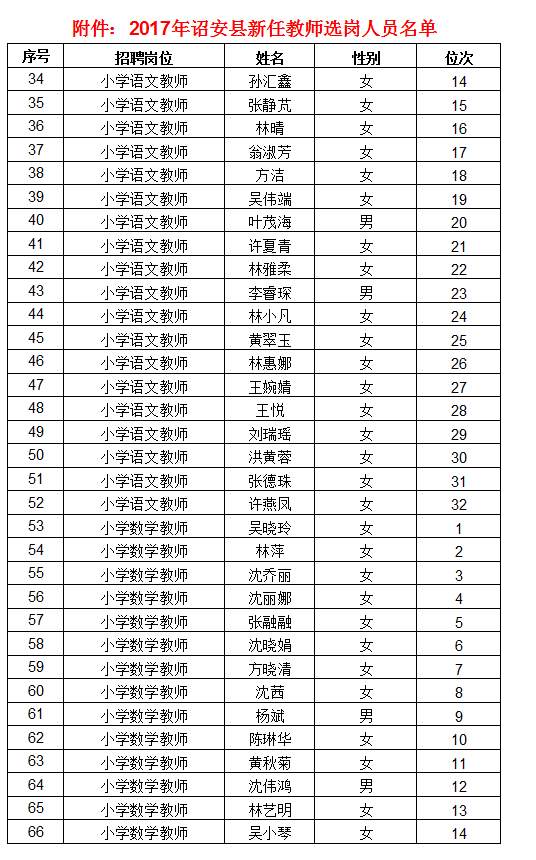 附件：2017年诏安县新任教师选岗人员名单
序号 招聘岗位 姓名 性别 位次
34 小学语文教师 孙汇鑫 女 14
35 小学语文教师 张静芃 女 15
36 小学语文教师 林晴 女 16
37 小学语文教师 翁淑芳 女 17
38 小学语文教师 方洁 女 18
39 小学语文教师 吴伟端 女 19
40 小学语文教师 叶茂海 男 20
41 小学语文教师 许夏青 女 21
42 小学语文教师 林雅柔 女 22
43 小学语文教师 李睿琛 男 23
44 小学语文教师 林小凡 女 24
45 小学语文教师 黄翠玉 女 25
46 小学语文教师 林惠娜 女 26
47 小学语文教师 王婉婧 女 27
48 小学语文教师 王悦 女 28
49 小学语文教师 刘瑞瑶 女 29
50 小学语文教师 洪黄蓉 女 30
51 小学语文教师 张德珠 女 31
52 小学语文教师 许燕凤 女 32
53 小学数学教师 吴晓玲 女 1
54 小学数学教师 林萍 女 2
55 小学数学教师 沈乔丽 女 3
56 小学数学教师 沈丽娜 女 4
57 小学数学教师 张融融 女 5
58 小学数学教师 沈晓娟 女 6
59 小学数学教师 方晓清 女 7
60 小学数学教师 沈茜 女 8
61 小学数学教师 杨斌 男 9
62 小学数学教师 陈琳华 女 10
63 小学数学教师 黄秋菊 女 11
64 小学数学教师 沈伟鸿 男 12
65 小学数学教师 林艺明 女 13
66 小学数学教师 吴小琴 女 14